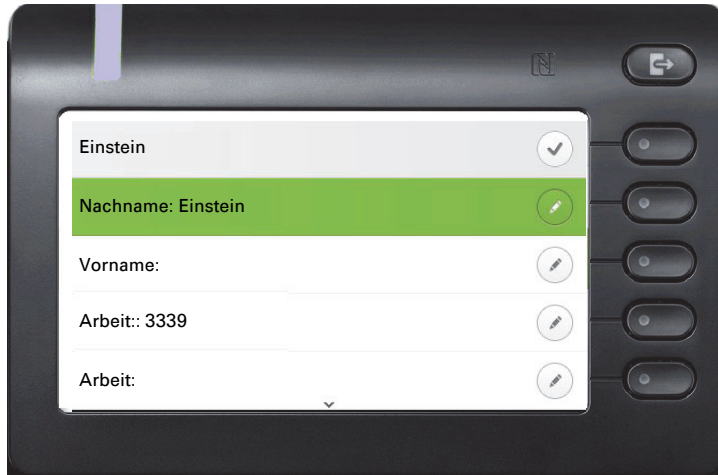 Einstein
Nachname: Einstein
Vorname:
Arbeit:: 3339
Arbeit: